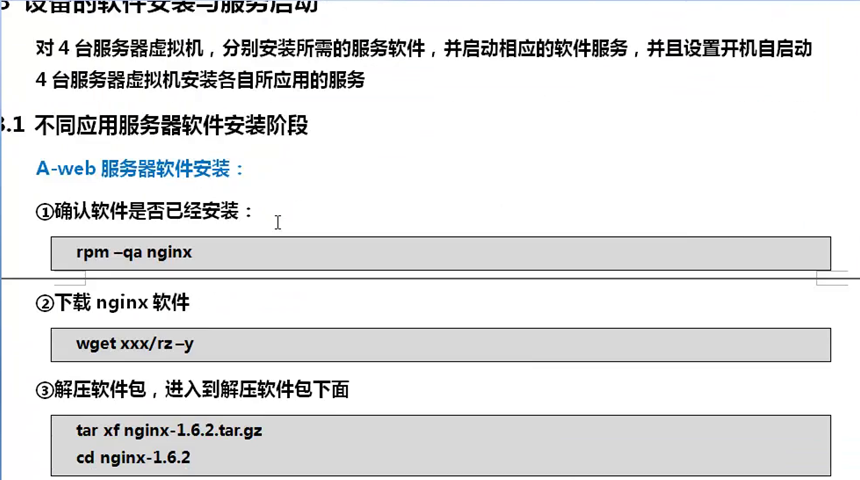 设备的软件安装与服务启动
对 4 台服务器虚拟机，分别安装所需的服务软件，并启动相应的软件服务，并且设置开机自启动
4 台服务器虚拟机安装各自所应用的服务
3.1 不同应用服务器软件安装阶段
A-web 服务器软件安装：
①确认软件是否已经安装：
rpm –qa nginx
②下载 nginx 软件
wget xxx/rz –y
③解压软件包，进入到解压软件包下面
tar xf nginx-1.6.2.tar.gz
cd nginx-1.6.2